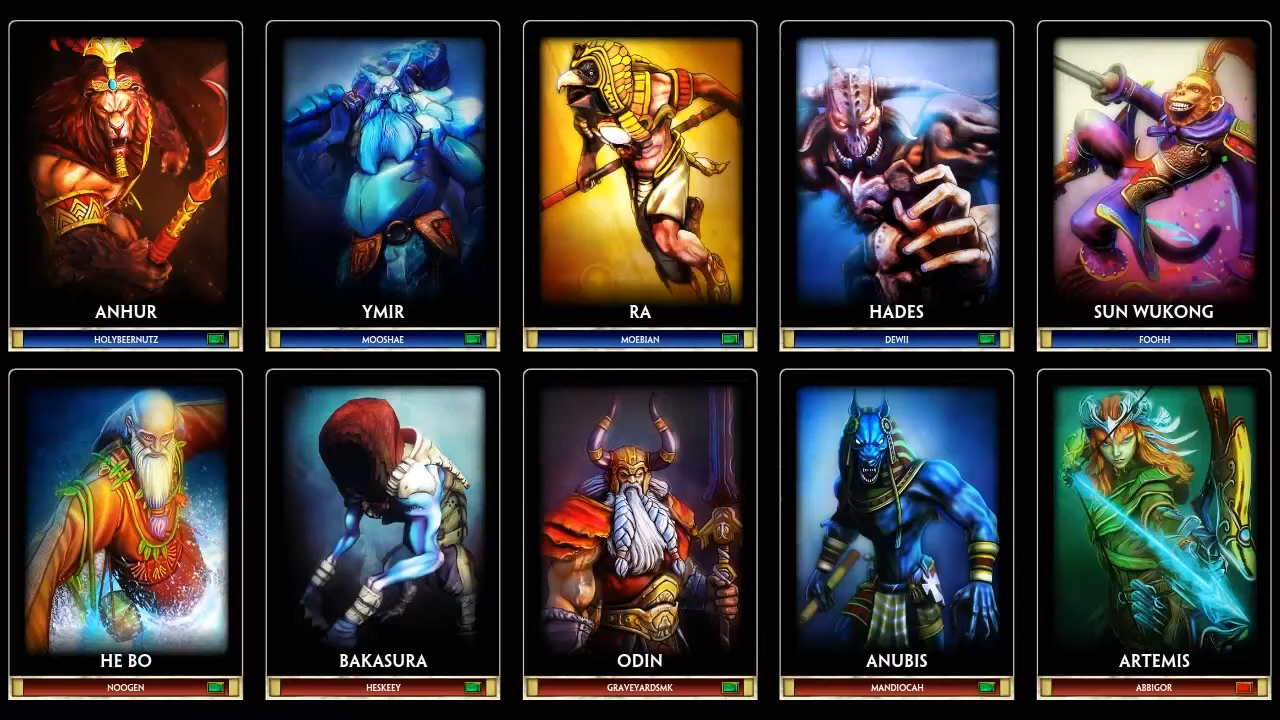 ANHUR
HOLYBEERNUTZ
YMIR
MOOSHAE
RA
MOEBIAN
HADES
DEWII
SUN WUKONG
FOOHH
HE BO
NOOGEN
BAKASURA
HESKEEY
ODIN
GRAVEYARDSMK
ANUBIS
MANDIOCAH
ARTEMIS
ABBIGOR